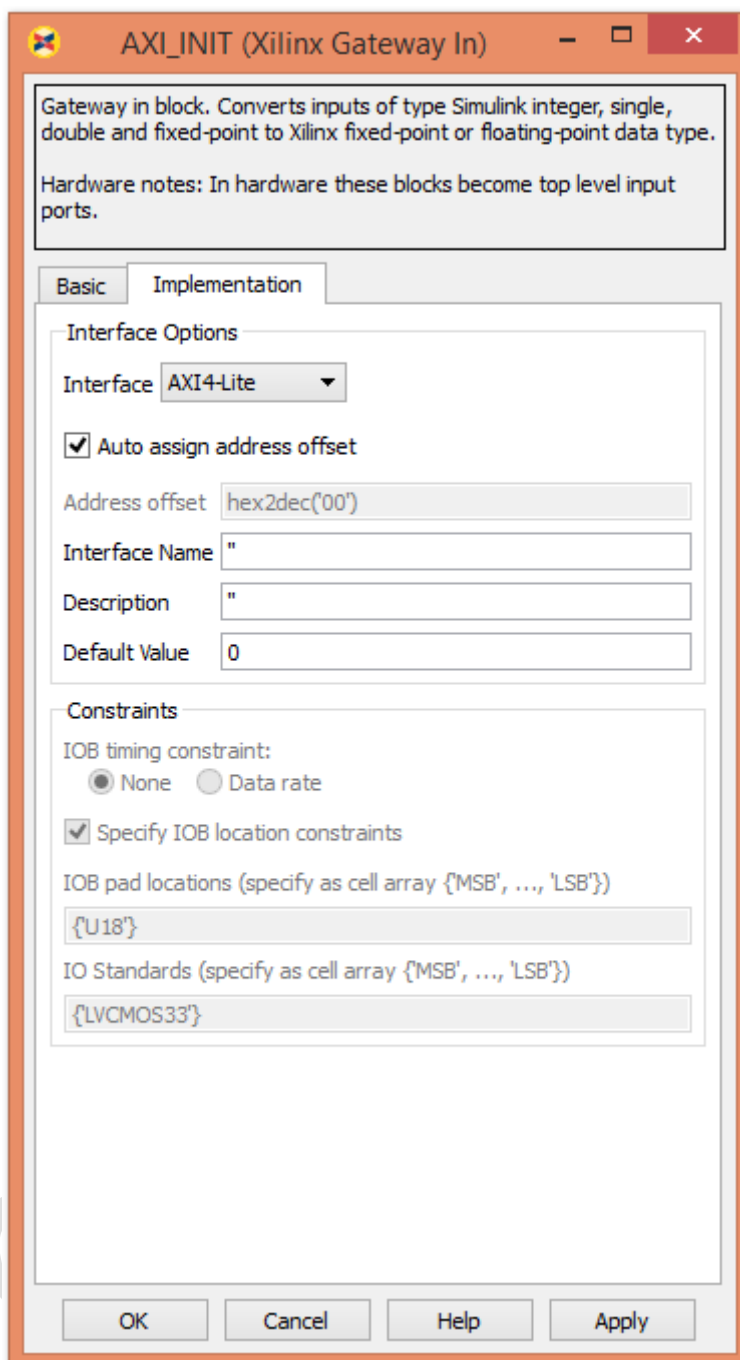 AXI_INIT (Xilinx Gateway In)
Gateway in block. Converts inputs of type Simulink integer, single,
double and fixed-point to Xilinx fixed-point or floating-point data type.
Hardware notes: In hardware these blocks become top level input
ports.
Basic Implementation
Interface Options
Interface AXI4-Lite
Auto assign address offset
Address offset hex2dec('00')
Interface Name ''
Description ''
Default Value 0
Constraints
IOB timing constraint:
None Data rate
Specify IOB location constraints
IOB pad locations (specify as cell array {'MSB', ..., 'LSB'})
{'U18'}
IO Standards (specify as cell array {'MSB', ..., 'LSB'})
{'LVCMOS33'}
OK Cancel Help Apply